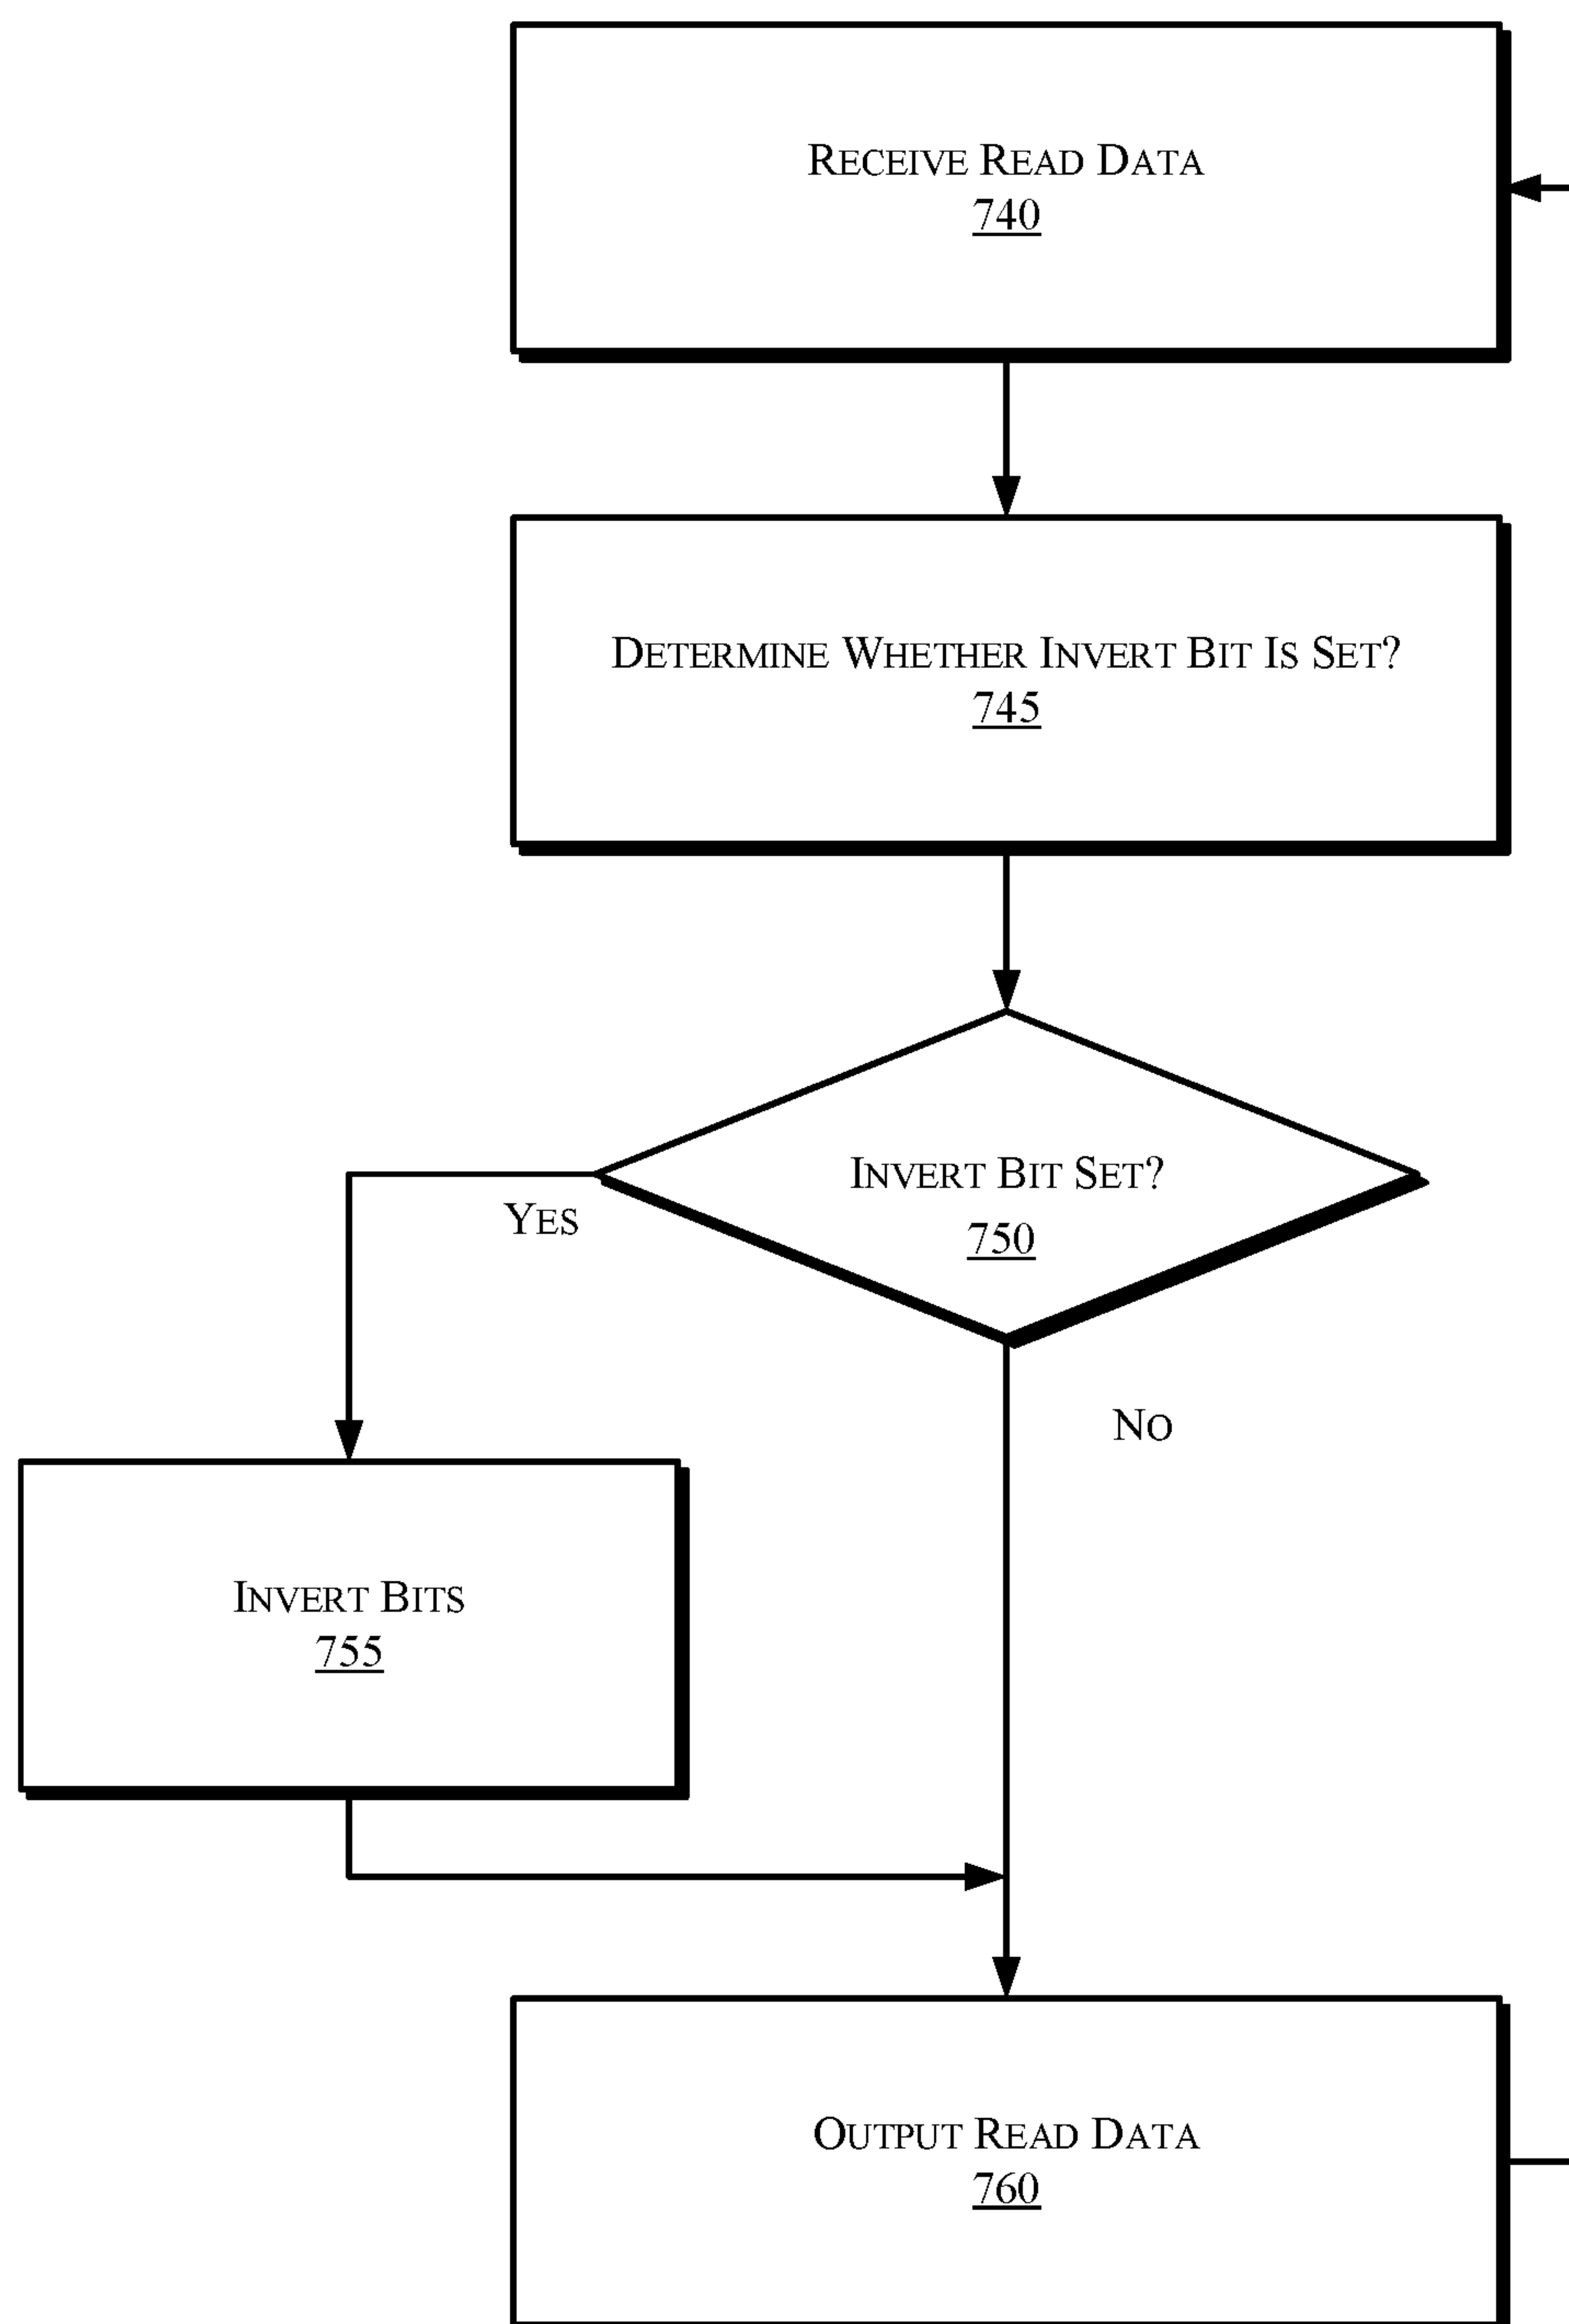 RECEIVE READ DATA
740
DETERMINE WHETHER INVERT BIT IS SET?
745
INVERT BIT SET?
750
YES
NO
INVERT BITS
755
OUTPUT READ DATA
760